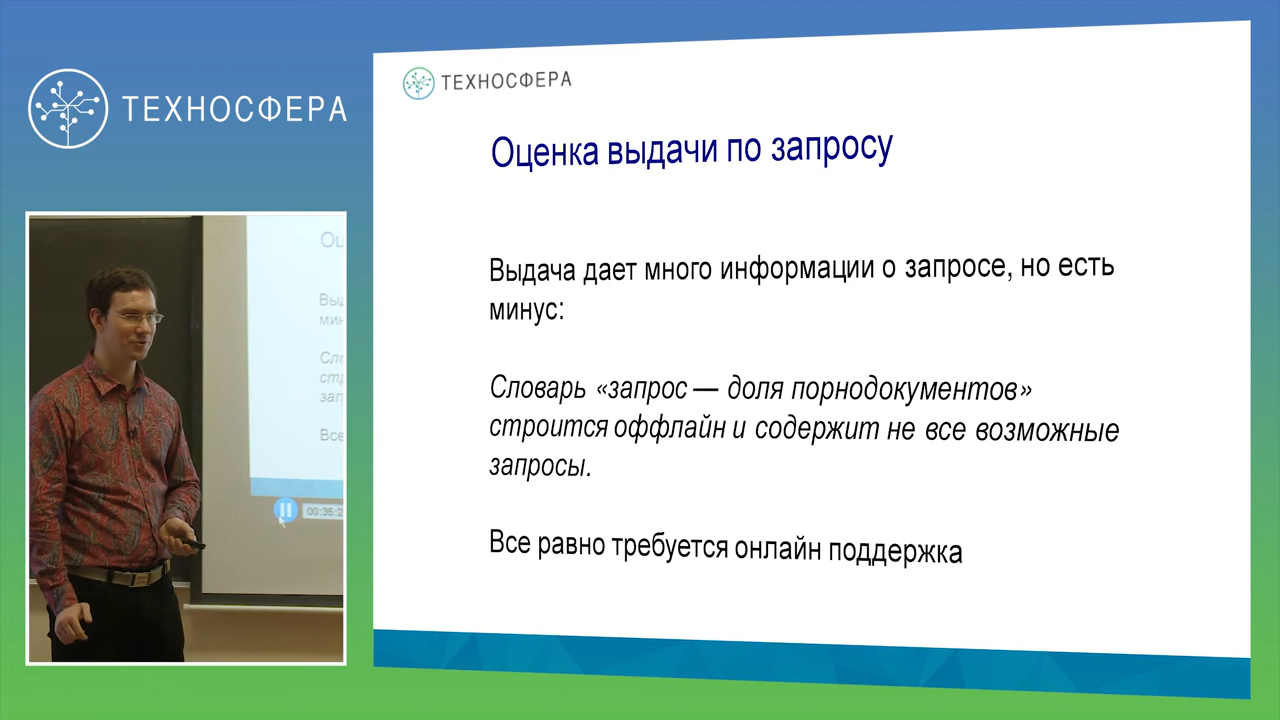 ТЕХНОСФЕРА
ТЕХНОСФЕРА
Оценка выдачи по запросу
Выдача дает много информации о запросе, но есть
минус:
Словарь «запрос — доля порнодокументов»
строится оффлайн и содержит не все возможные
запросы.
Все равно требуется онлайн поддержка